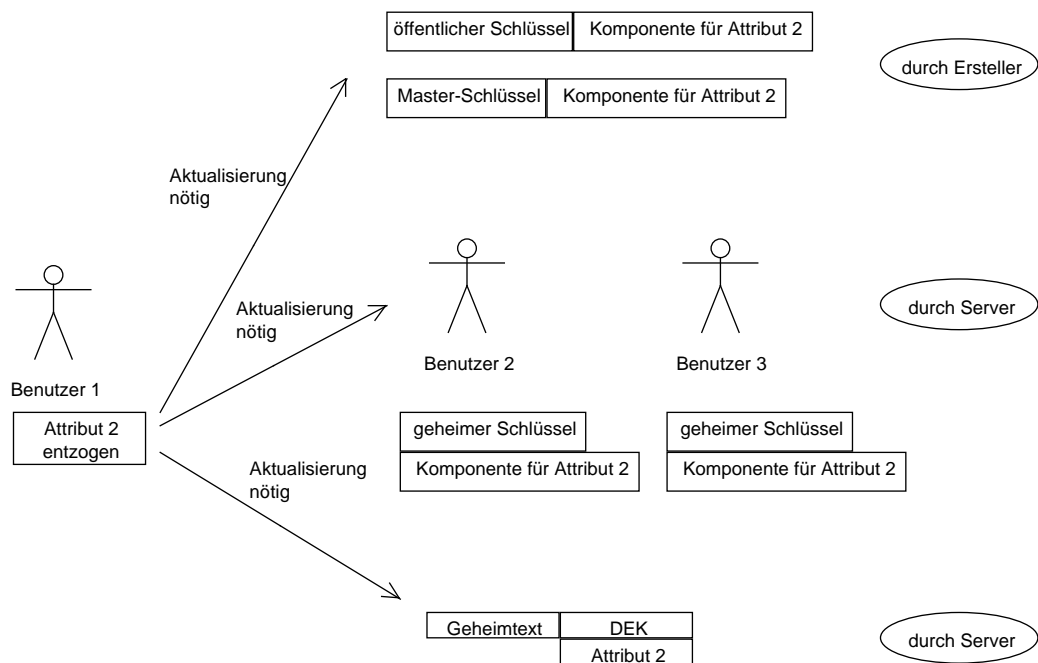 öffentlicher Schlüssel Komponente für Attribut 2
durch Ersteller
Master-Schlüssel Komponente für Attribut 2
Aktualisierung
nötig
Aktualisierung
nötig
durch Server
Benutzer 1
Benutzer 2
Benutzer 3
Attribut 2
entzogen
geheimer Schlüssel
Komponente für Attribut 2
geheimer Schlüssel
Komponente für Attribut 2
Aktualisierung
nötig
Geheimtext DEK
Attribut 2
durch Server